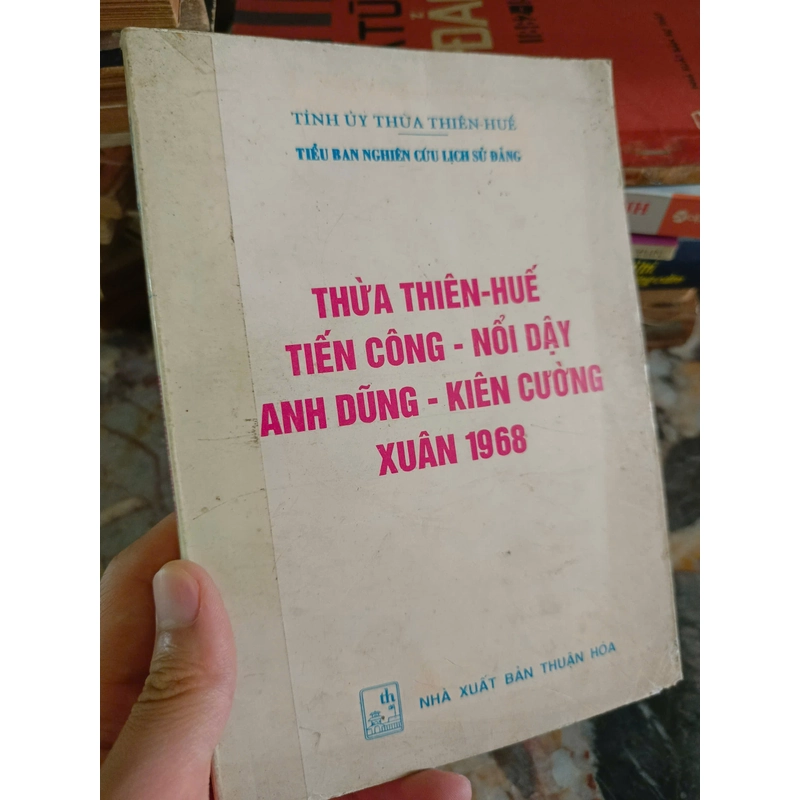 TỈNH ỦY THỪA THIÊN-HUẾ
TIỂU BAN NGHIÊN CỨU LỊCH SỬ ĐẢNG
THỪA THIÊN-HUẾ
TIẾN CÔNG - NỔI DẬY
ANH DŨNG - KIÊN CƯỜNG
XUÂN 1968
th
NHÀ XUẤT BẢN THUẬN HÓA